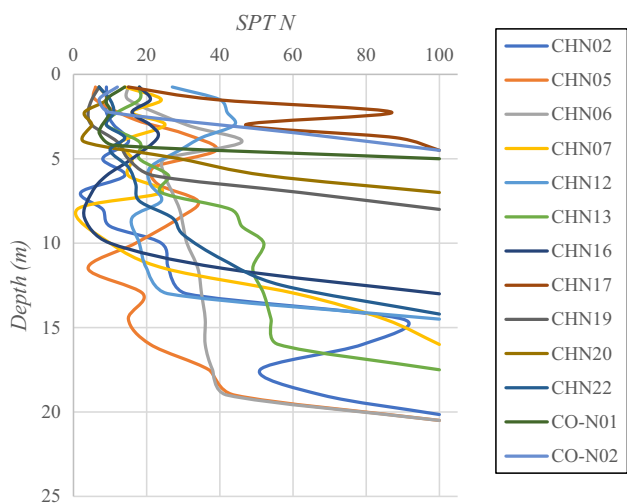 SPT N
0 20 40 60 80 100
0
5
10
15
20
25
Depth (m)
CHN02
CHN05
CHN06
CHN07
CHN12
CHN13
CHN16
CHN17
CHN19
CHN20
CHN22
CO-N01
CO-N02